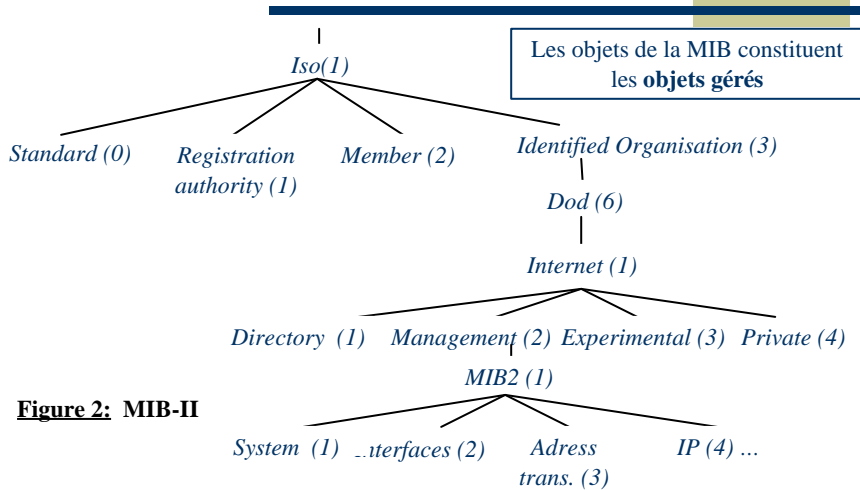 Les objets de la MIB constituent
les objets gérés
Iso(1)
Standard (0)
Registration
authority (1)
Member (2)
Identified Organisation (3)
Dod (6)
Internet (1)
Directory (1) Management (2) Experimental (3) Private (4)
MIB2 (1)
Figure 2: MIB-II
System (1) (2)
Adress
trans. (3)
IP (4) ...